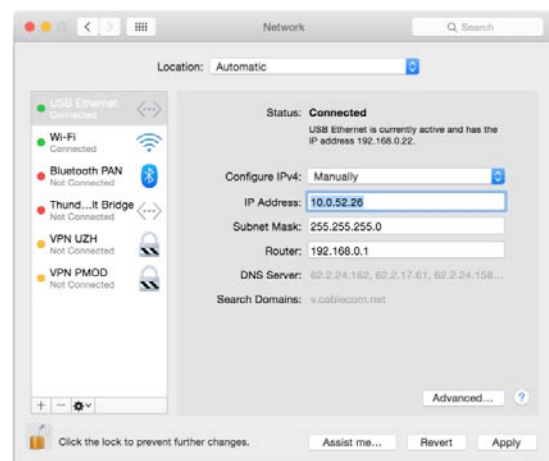 Network
Search
Location: Automatic
USB Ethernet
Connected
Wi-Fi
Connected
Bluetooth PAN
Not Connected
Thund...lt Bridge
Not Connected
VPN UZH
Not Connected
VPN PMOD
Not Connected
Status: Connected
USB Ethernet is currently active and has the
IP address 192.168.0.22.
Configure IPv4: Manually
IP Address: 10.0.52.26
Subnet Mask: 255.255.255.0
Router: 192.168.0.1
DNS Server: 62.2.24.162, 62.2.17.61, 62.2.24.158...
Search Domains: v.cablecom.net
Advanced... ?
+ −
Click the lock to prevent further changes.
Assist me... Revert Apply